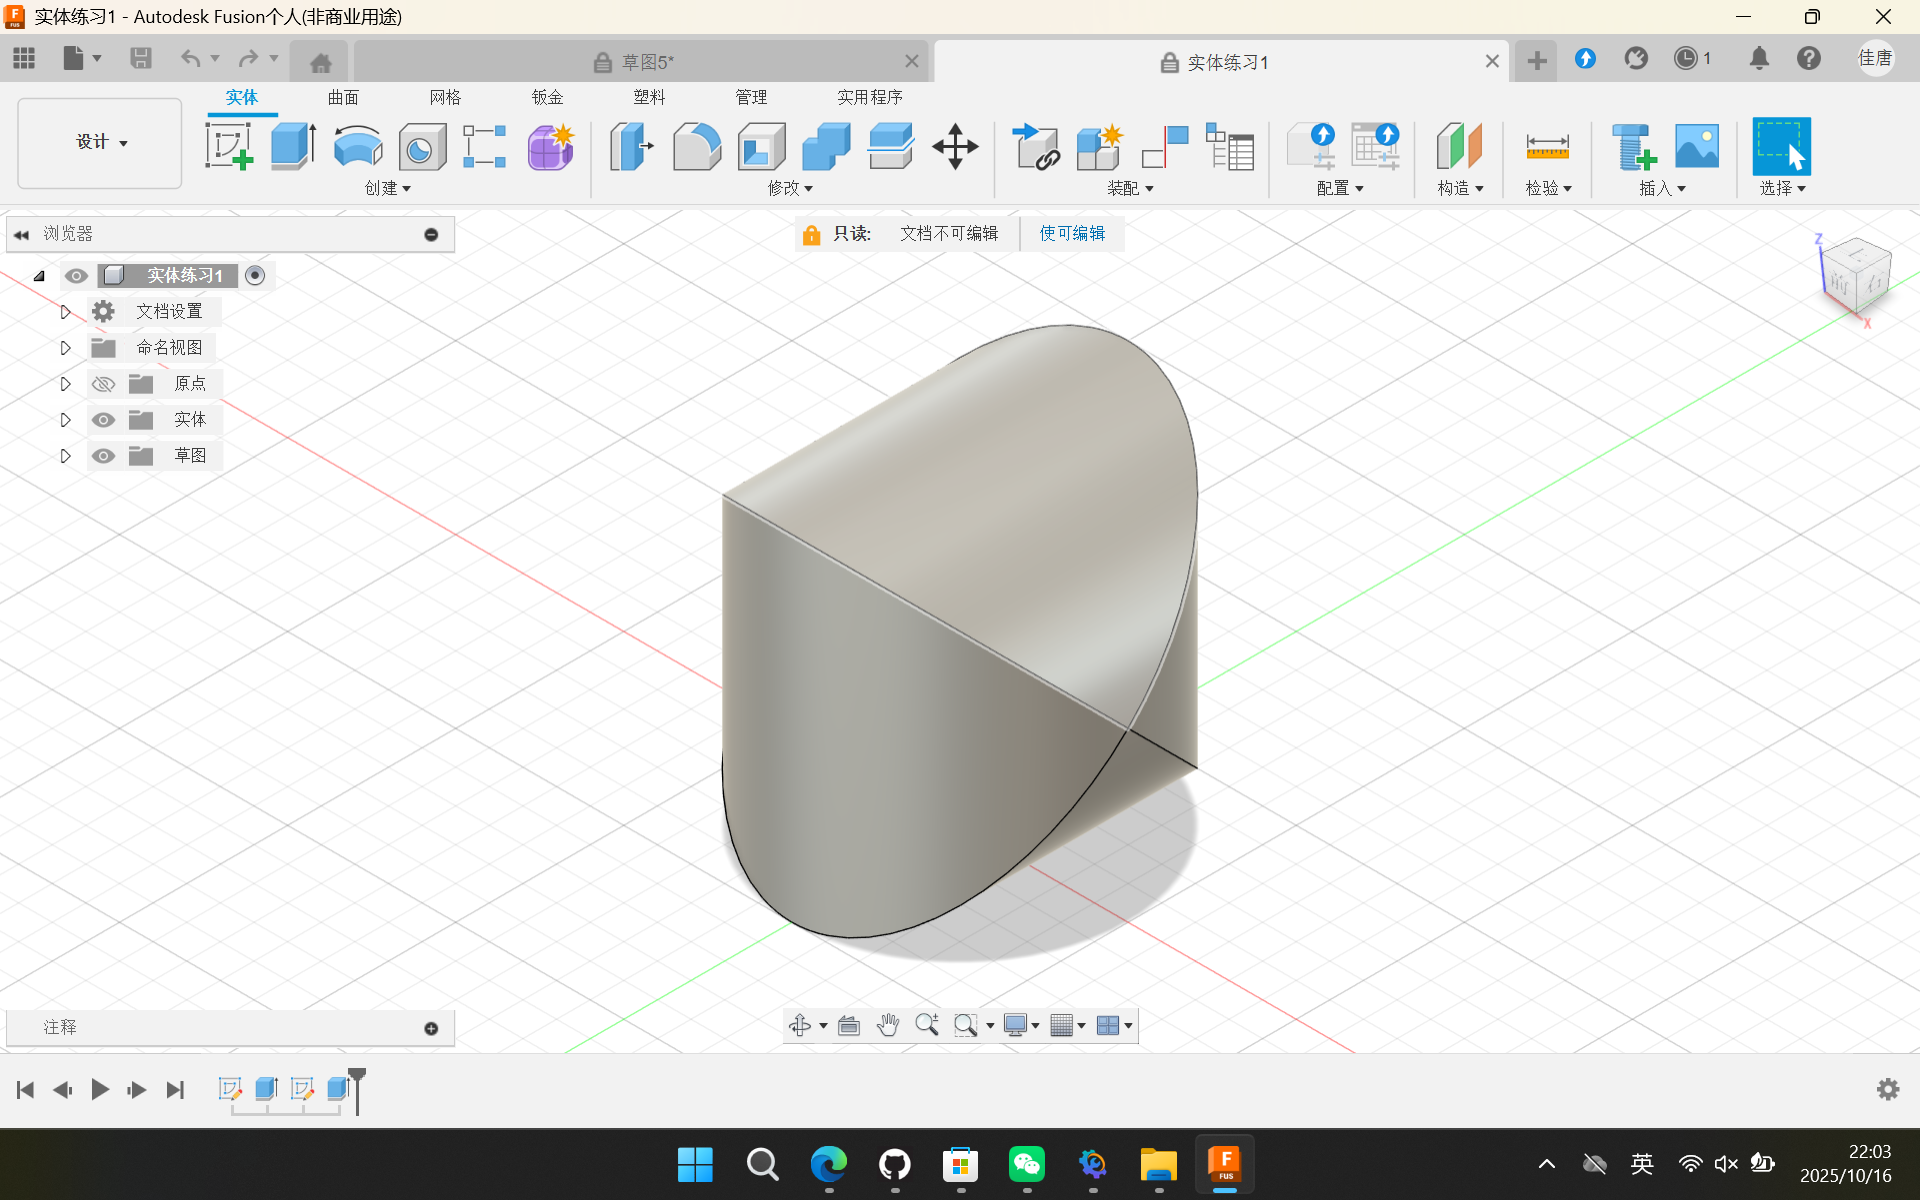 实体练习1 - Autodesk Fusion个人(非商业用途)
草图5*
实体练习1
1
佳唐
设计
实体
曲面
网格
钣金
塑料
管理
实用程序
创建
修改
装配
配置
构造
检验
插入
选择
浏览器
只读:
文档不可编辑
使可编辑
实体练习1
文档设置
命名视图
原点
实体
草图
Z
X
注释
FUS
英
22:03
2025/10/16